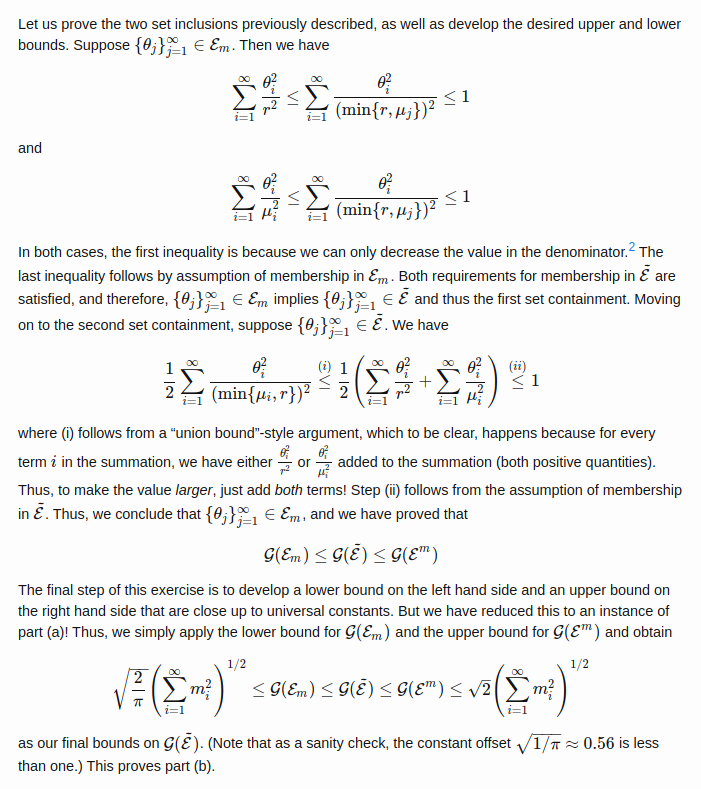 Let us prove the two set inclusions previously described, as well as develop the desired upper and lower
bounds. Suppose $\{\theta_j\}_{j=1}^{\infty} \in \mathcal{E}_m$. Then we have
$$\sum_{i=1}^{\infty} \frac{\theta_i^2}{r^2} \leq \sum_{i=1}^{\infty} \frac{\theta_i^2}{(\min\{r, \mu_j\})^2} \leq 1$$
and
$$\sum_{i=1}^{\infty} \frac{\theta_i^2}{\mu_i^2} \leq \sum_{i=1}^{\infty} \frac{\theta_i^2}{(\min\{r, \mu_j\})^2} \leq 1$$
In both cases, the first inequality is because we can only decrease the value in the denominator.2 The
last inequality follows by assumption of membership in $\mathcal{E}_m$. Both requirements for membership in $\tilde{\mathcal{E}}$ are
satisfied, and therefore, $\{\theta_j\}_{j=1}^{\infty} \in \mathcal{E}_m$ implies $\{\theta_j\}_{j=1}^{\infty} \in \tilde{\mathcal{E}}$ and thus the first set containment. Moving
on to the second set containment, suppose $\{\theta_j\}_{j=1}^{\infty} \in \tilde{\mathcal{E}}$. We have
$$\frac{1}{2} \sum_{i=1}^{\infty} \frac{\theta_i^2}{(\min\{\mu_i, r\})^2} \overset{(i)}{\leq} \frac{1}{2} \left( \sum_{i=1}^{\infty} \frac{\theta_i^2}{r^2} + \sum_{i=1}^{\infty} \frac{\theta_i^2}{\mu_i^2} \right) \overset{(ii)}{\leq} 1$$
where (i) follows from a “union bound”-style argument, which to be clear, happens because for every
term $i$ in the summation, we have either $\frac{\theta_i^2}{r^2}$ or $\frac{\theta_i^2}{\mu_i^2}$ added to the summation (both positive quantities).
Thus, to make the value larger, just add both terms! Step (ii) follows from the assumption of membership
in $\tilde{\mathcal{E}}$. Thus, we conclude that $\{\theta_j\}_{j=1}^{\infty} \in \mathcal{E}_m$, and we have proved that
$$\mathcal{G}(\mathcal{E}_m) \leq \mathcal{G}(\tilde{\mathcal{E}}) \leq \mathcal{G}(\mathcal{E}^m)$$
The final step of this exercise is to develop a lower bound on the left hand side and an upper bound on
the right hand side that are close up to universal constants. But we have reduced this to an instance of
part (a)! Thus, we simply apply the lower bound for $\mathcal{G}(\mathcal{E}_m)$ and the upper bound for $\mathcal{G}(\mathcal{E}^m)$ and obtain
$$\sqrt{\frac{2}{\pi}} \left( \sum_{i=1}^{\infty} m_i^2 \right)^{1/2} \leq \mathcal{G}(\mathcal{E}_m) \leq \mathcal{G}(\tilde{\mathcal{E}}) \leq \mathcal{G}(\mathcal{E}^m) \leq \sqrt{2} \left( \sum_{i=1}^{\infty} m_i^2 \right)^{1/2}$$
as our final bounds on $\mathcal{G}(\tilde{\mathcal{E}})$. (Note that as a sanity check, the constant offset $\sqrt{1/\pi} \approx 0.56$ is less
than one.) This proves part (b).